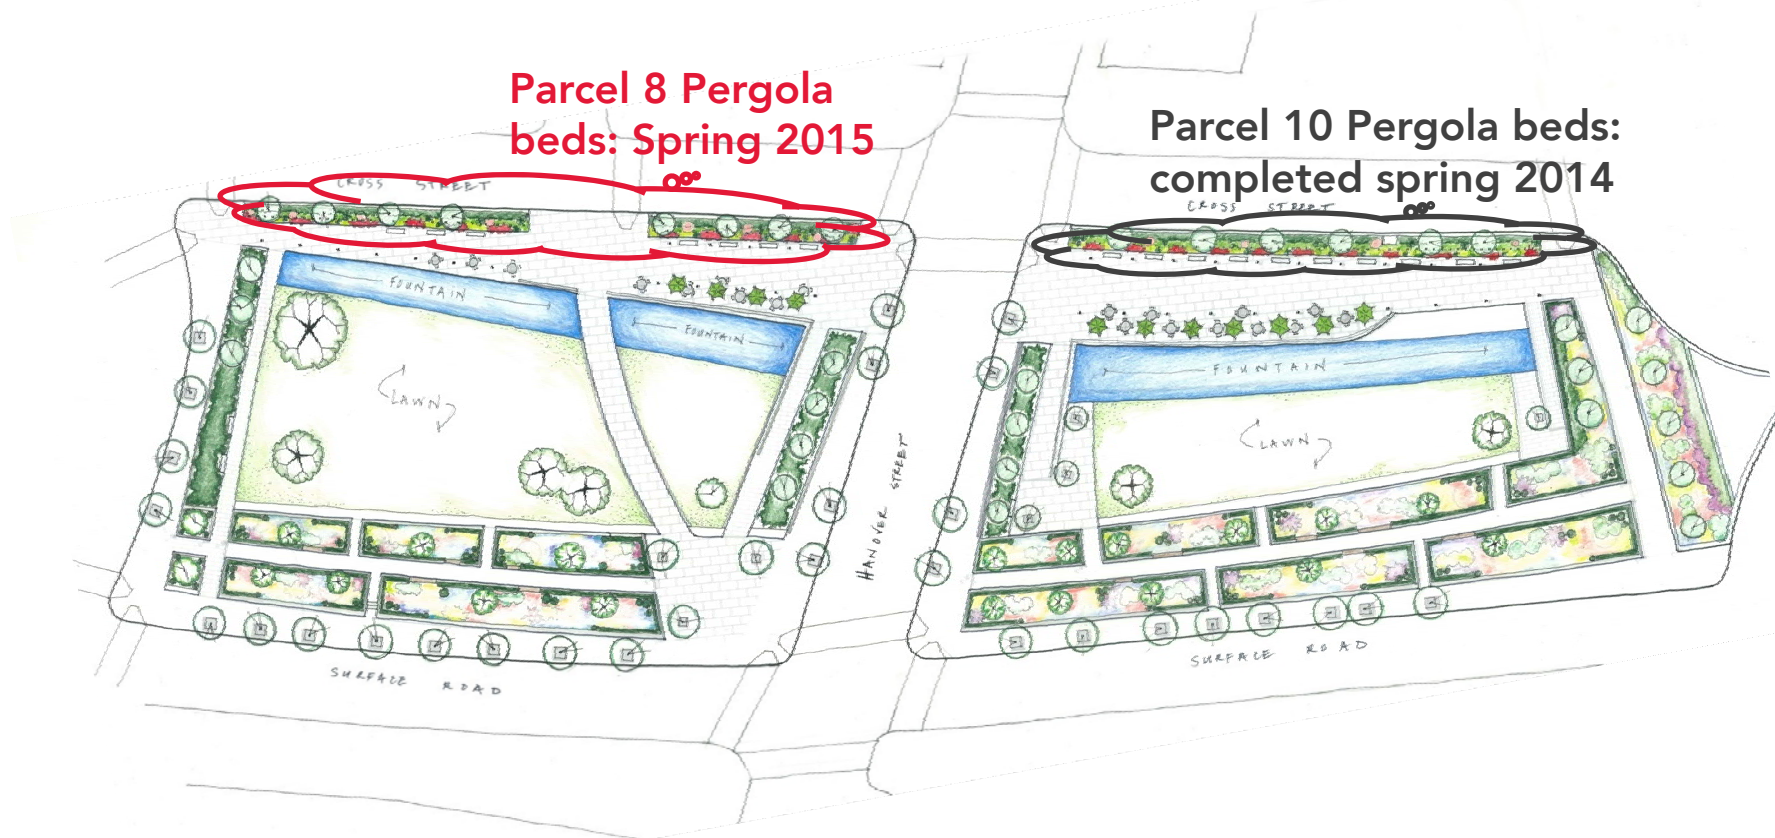 Parcel 8 Pergola
beds: Spring 2015
Parcel 10 Pergola beds:
completed spring 2014
CROSS STREET
CROSS STREET
FOUNTAIN
FOUNTAIN
FOUNTAIN
LAWN
LAWN
HANOVER STREET
SURFACE ROAD
SURFACE ROAD